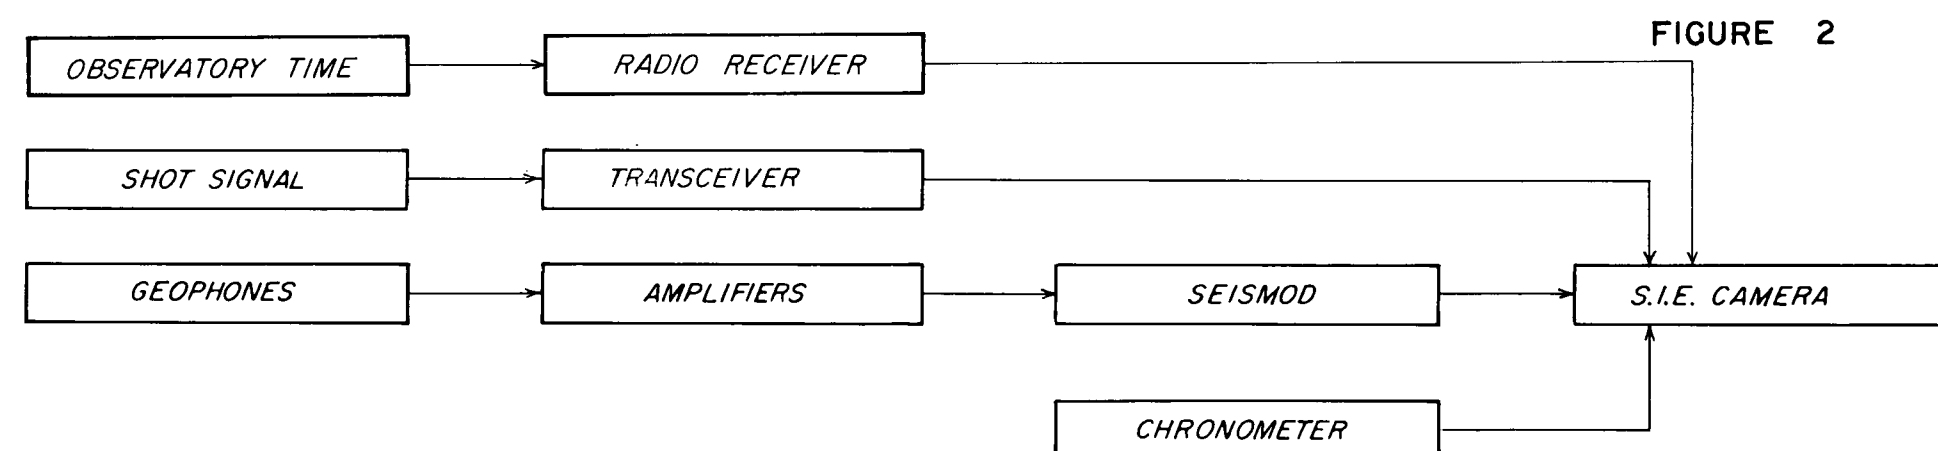 FIGURE 2
OBSERVATORY TIME
RADIO RECEIVER
SHOT SIGNAL
TRANSCEIVER
GEOPHONES
AMPLIFIERS
SEISMOD
S.I.E. CAMERA
CHRONOMETER